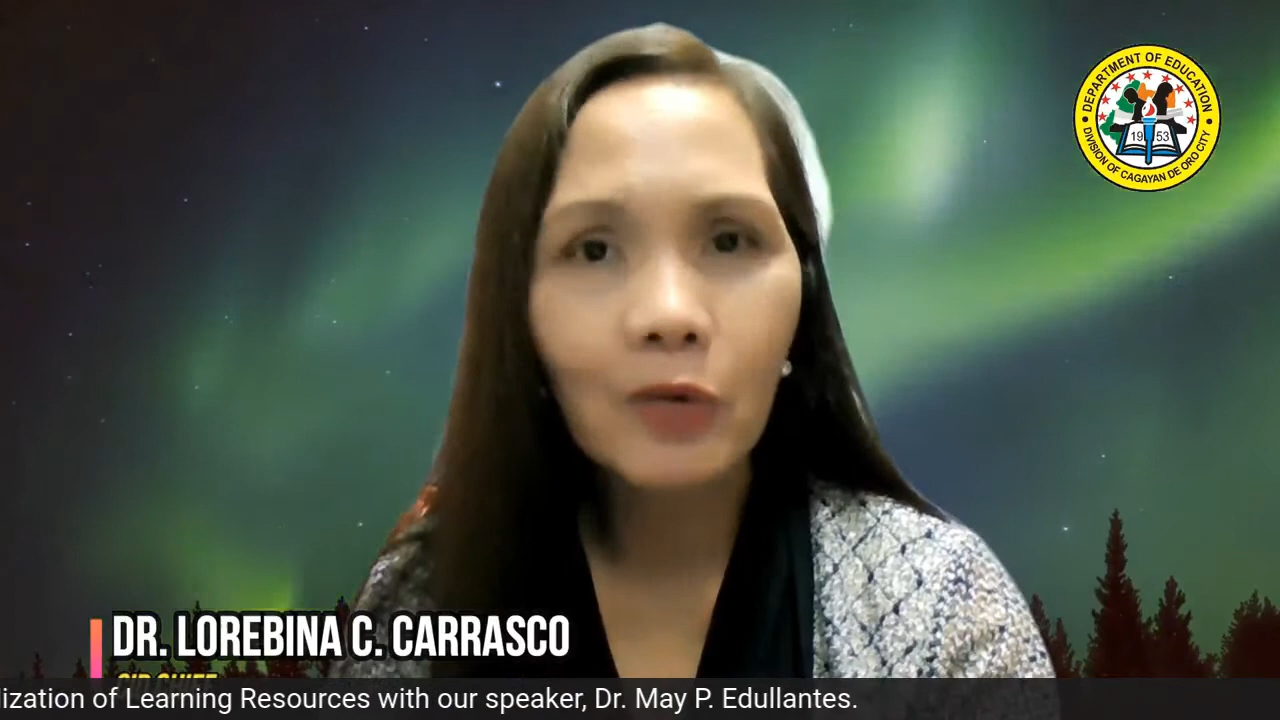 DEPARTMENT OF EDUCATION
19 53
DIVISION OF CAGAYAN DE ORO CITY
DR. LOREBINA C. CARRASCO
lization of Learning Resources with our speaker, Dr. May P. Edullantes.